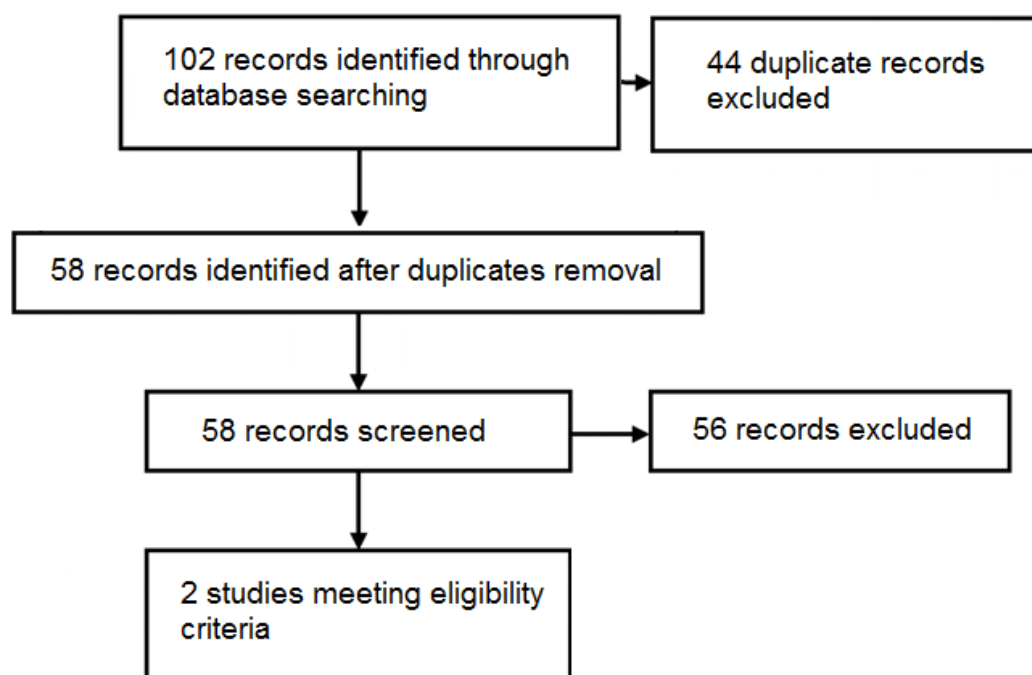 102 records identified through
database searching
44 duplicate records
excluded
58 records identified after duplicates removal
58 records screened
56 records excluded
2 studies meeting eligibility
criteria